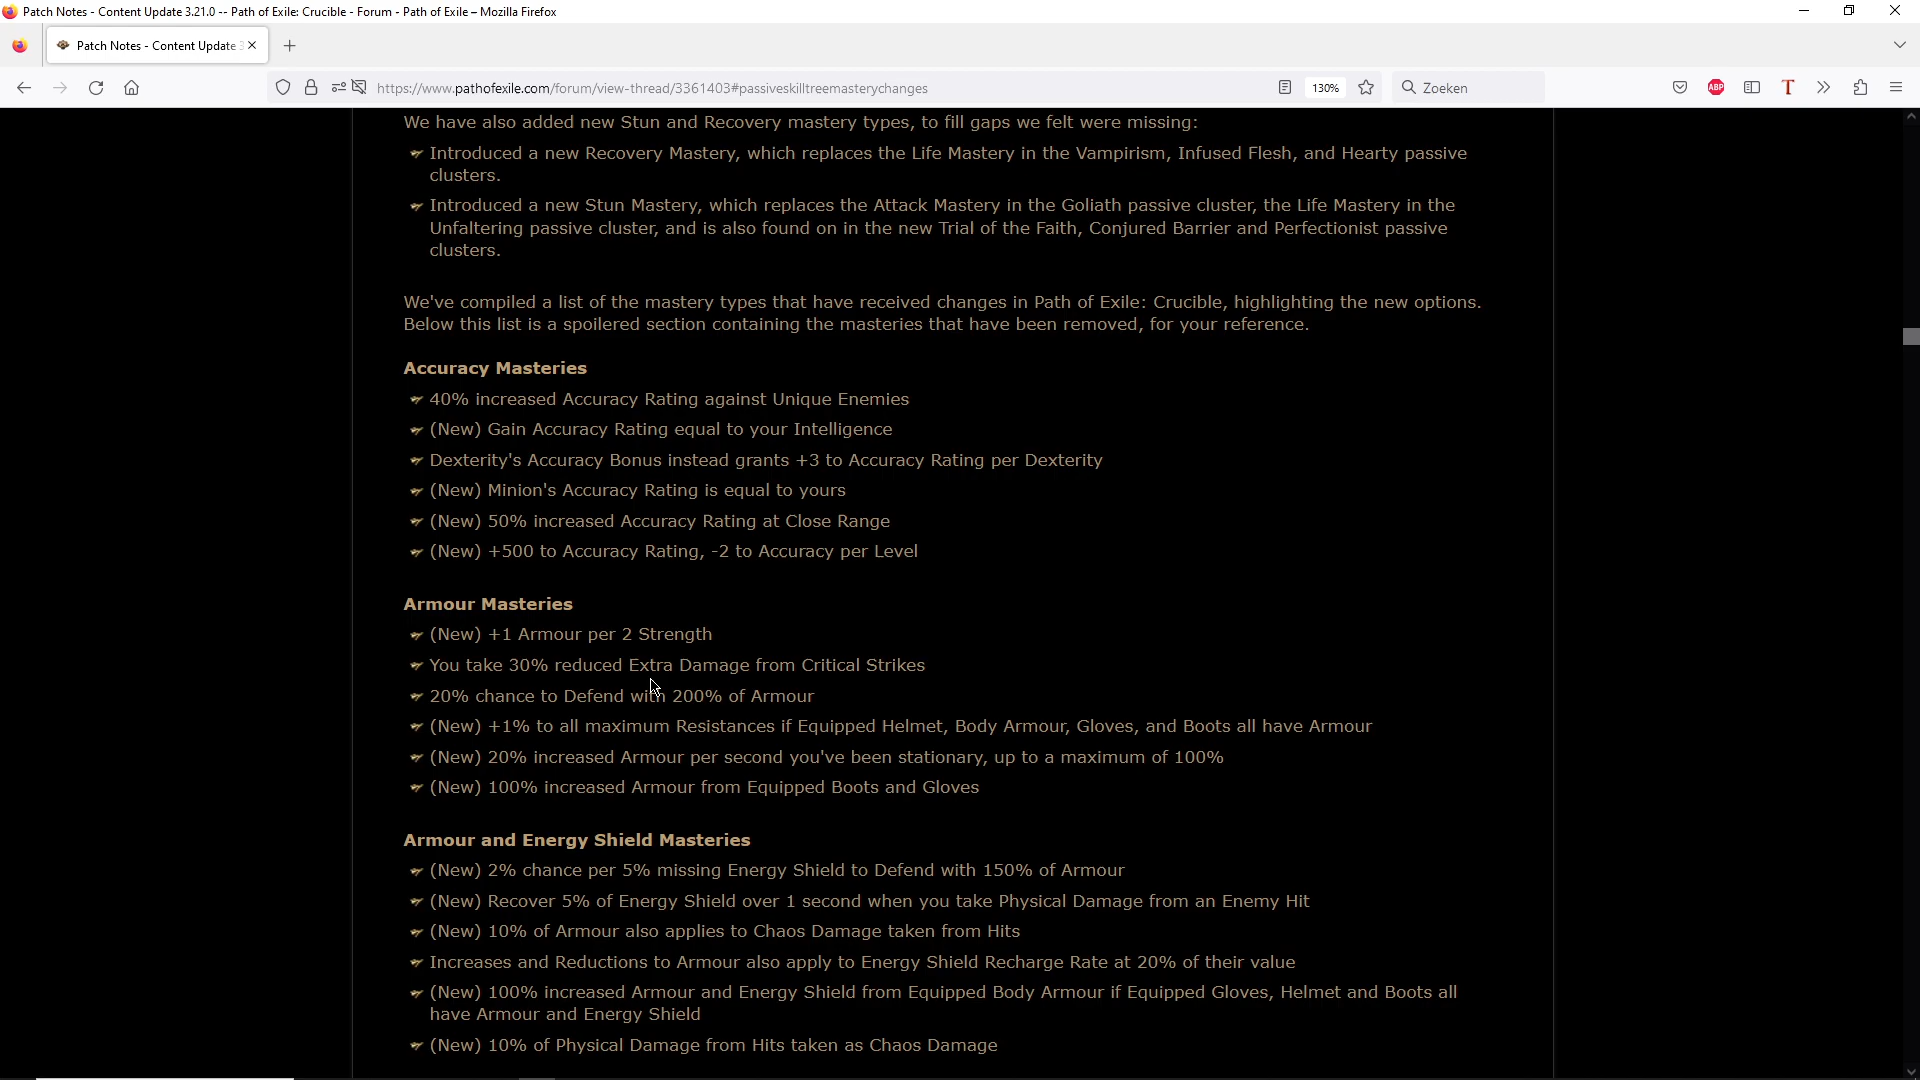 Patch Notes - Content Update 3.21.0 -- Path of Exile: Crucible - Forum - Path of Exile – Mozilla Firefox
Patch Notes - Content Update 3
https://www.pathofexile.com/forum/view-thread/3361403#passiveskilltreemasterychanges
130%
Zoeken
ABP
T
We have also added new Stun and Recovery mastery types, to fill gaps we felt were missing:
Introduced a new Recovery Mastery, which replaces the Life Mastery in the Vampirism, Infused Flesh, and Hearty passive
clusters.
Introduced a new Stun Mastery, which replaces the Attack Mastery in the Goliath passive cluster, the Life Mastery in the
Unfaltering passive cluster, and is also found on in the new Trial of the Faith, Conjured Barrier and Perfectionist passive
clusters.
We've compiled a list of the mastery types that have received changes in Path of Exile: Crucible, highlighting the new options.
Below this list is a spoilered section containing the masteries that have been removed, for your reference.
Accuracy Masteries
40% increased Accuracy Rating against Unique Enemies
(New) Gain Accuracy Rating equal to your Intelligence
Dexterity's Accuracy Bonus instead grants +3 to Accuracy Rating per Dexterity
(New) Minion's Accuracy Rating is equal to yours
(New) 50% increased Accuracy Rating at Close Range
(New) +500 to Accuracy Rating, -2 to Accuracy per Level
Armour Masteries
(New) +1 Armour per 2 Strength
You take 30% reduced Extra Damage from Critical Strikes
20% chance to Defend with 200% of Armour
(New) +1% to all maximum Resistances if Equipped Helmet, Body Armour, Gloves, and Boots all have Armour
(New) 20% increased Armour per second you've been stationary, up to a maximum of 100%
(New) 100% increased Armour from Equipped Boots and Gloves
Armour and Energy Shield Masteries
(New) 2% chance per 5% missing Energy Shield to Defend with 150% of Armour
(New) Recover 5% of Energy Shield over 1 second when you take Physical Damage from an Enemy Hit
(New) 10% of Armour also applies to Chaos Damage taken from Hits
Increases and Reductions to Armour also apply to Energy Shield Recharge Rate at 20% of their value
(New) 100% increased Armour and Energy Shield from Equipped Body Armour if Equipped Gloves, Helmet and Boots all
have Armour and Energy Shield
(New) 10% of Physical Damage from Hits taken as Chaos Damage